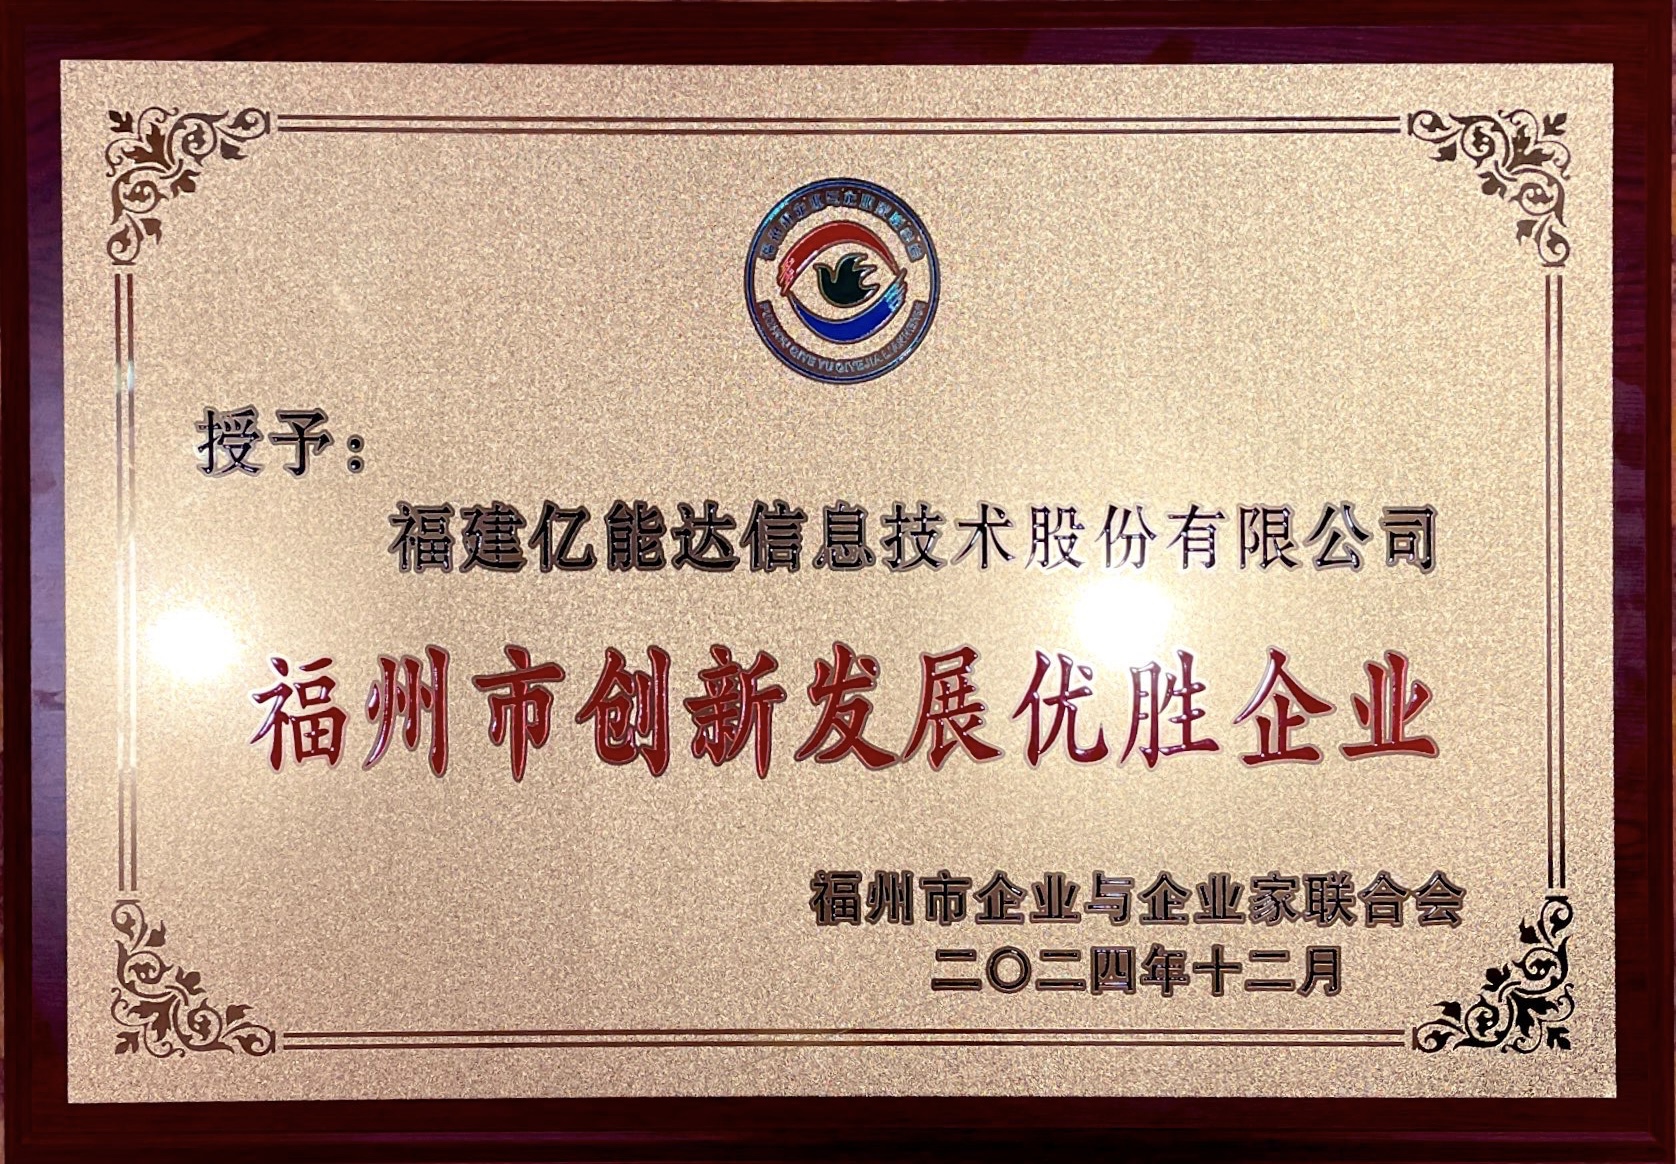 授予：
福建亿能达信息技术股份有限公司
福州市创新发展优胜企业
福州市企业与企业家联合会
二〇二四年十二月